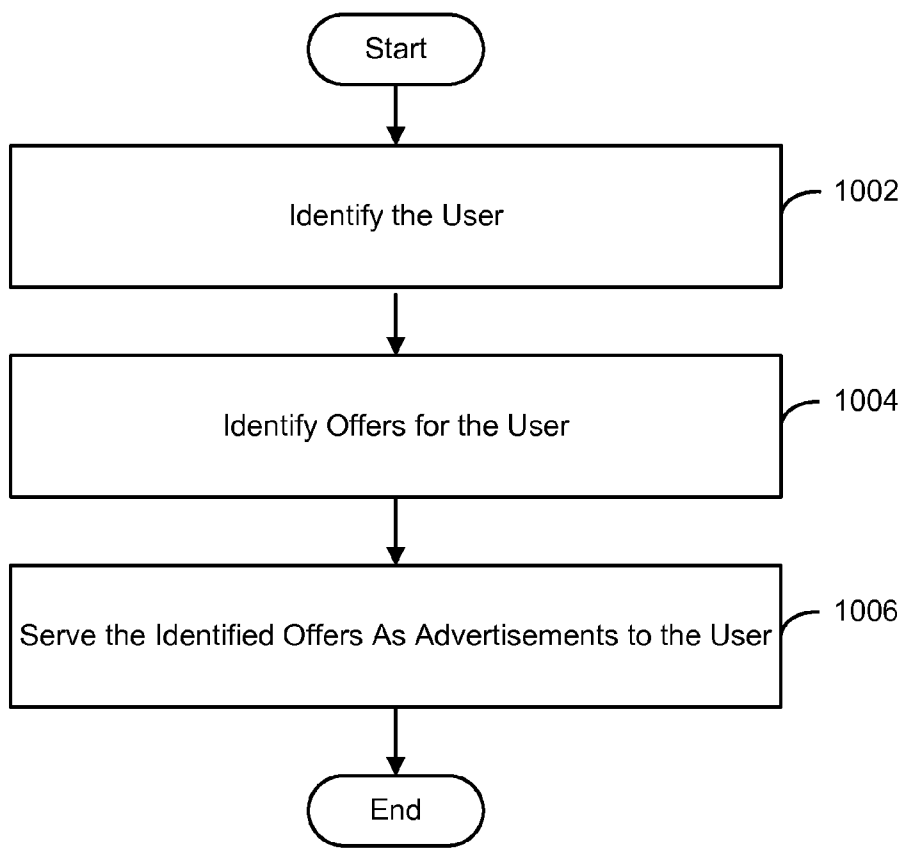 Start
Identify the User
1002
Identify Offers for the User
1004
Serve the Identified Offers As Advertisements to the User
1006
End